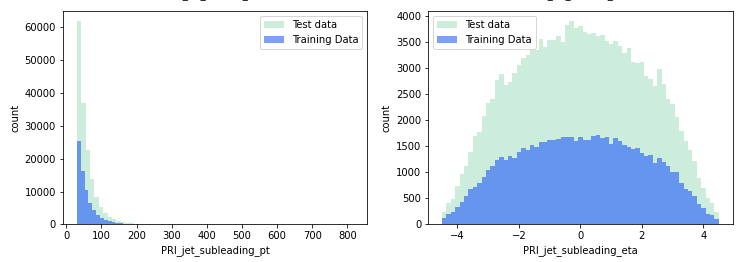 Test data
Training Data
60000
50000
40000
30000
20000
10000
0
count
0 100 200 300 400 500 600 700 800
PRI_jet_subleading_pt
Test data
Training Data
4000
3500
3000
2500
2000
1500
1000
500
0
count
−4 −2 0 2 4
PRI_jet_subleading_eta